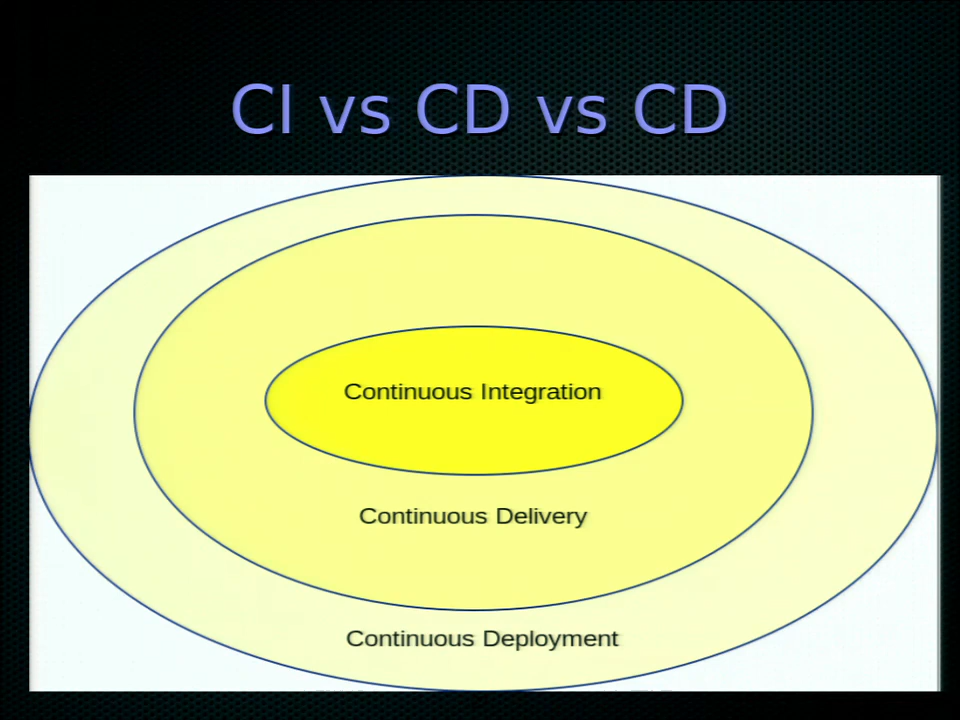 CI vs CD vs CD
Continuous Integration
Continuous Delivery
Continuous Deployment